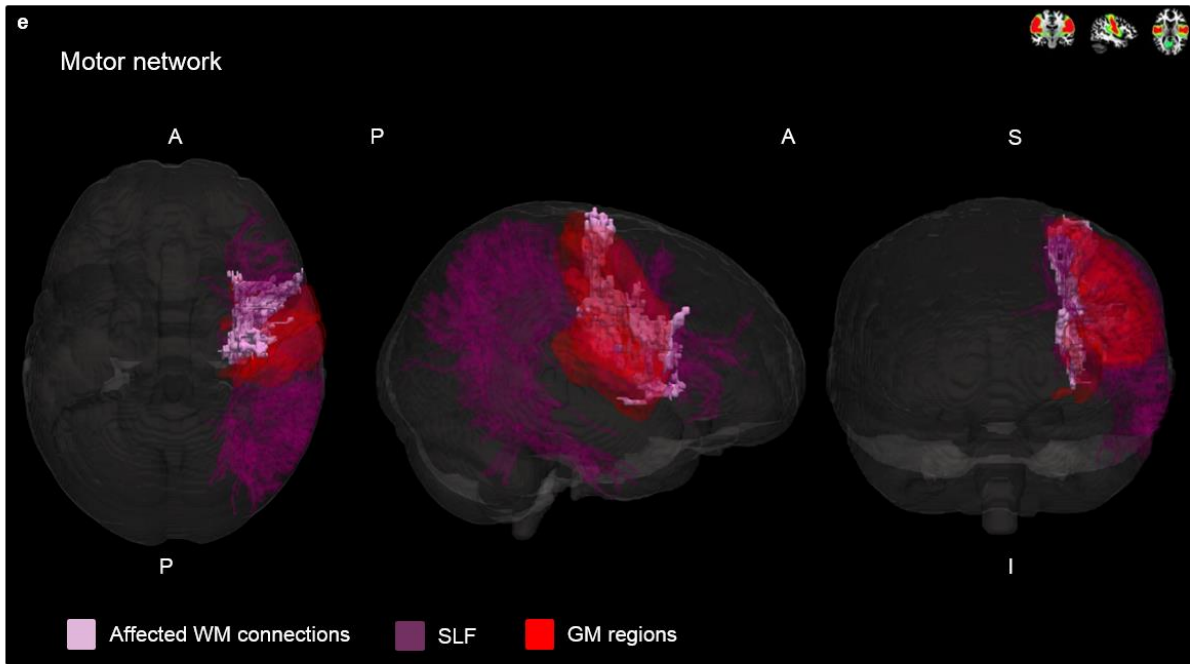 e
Motor network
A
P
A
S
P
I
Affected WM connections
SLF
GM regions